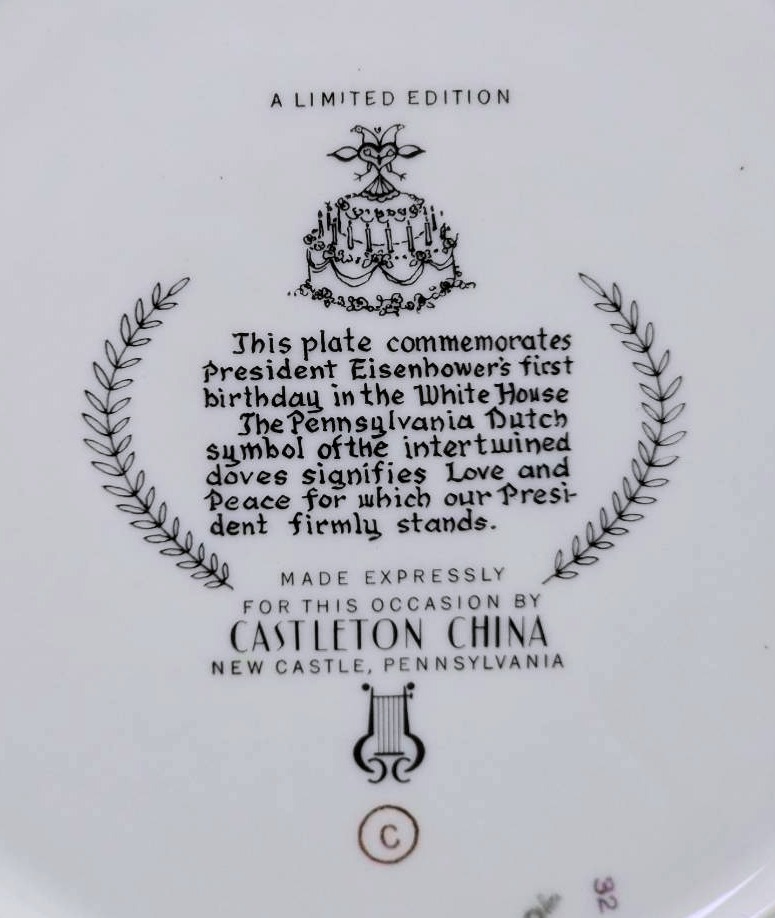 A LIMITED EDITION
This plate commemorates
President Eisenhower's first
birthday in the White House
The Pennsylvania Dutch
symbol of the intertwined
doves signifies Love and
Peace for which our Presi-
dent firmly stands.
MADE EXPRESSLY
FOR THIS OCCASION BY
CASTLETON CHINA
NEW CASTLE, PENNSYLVANIA
C
32